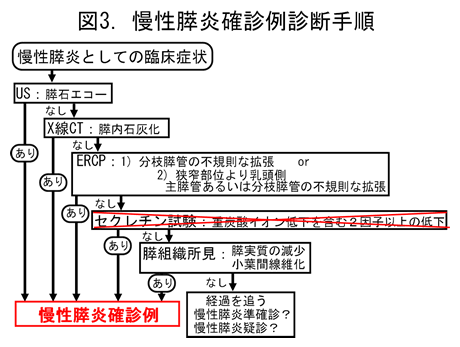 図3. 慢性膵炎確診例診断手順
慢性膵炎としての臨床症状
US：膵石エコー
なし
X線CT：膵内石灰化
あり
なし
ERCP：1) 分枝膵管の不規則な拡張 or
2) 狭窄部位より乳頭側
主膵管あるいは分枝膵管の不規則な拡張
あり
なし
あり
セクレチン試験：重炭酸イオン低下を含む２因子以上の低下
あり
なし
膵組織所見：膵実質の減少
小葉間線維化
なし
あり
慢性膵炎確診例
経過を追う
慢性膵炎準確診？
慢性膵炎疑診？